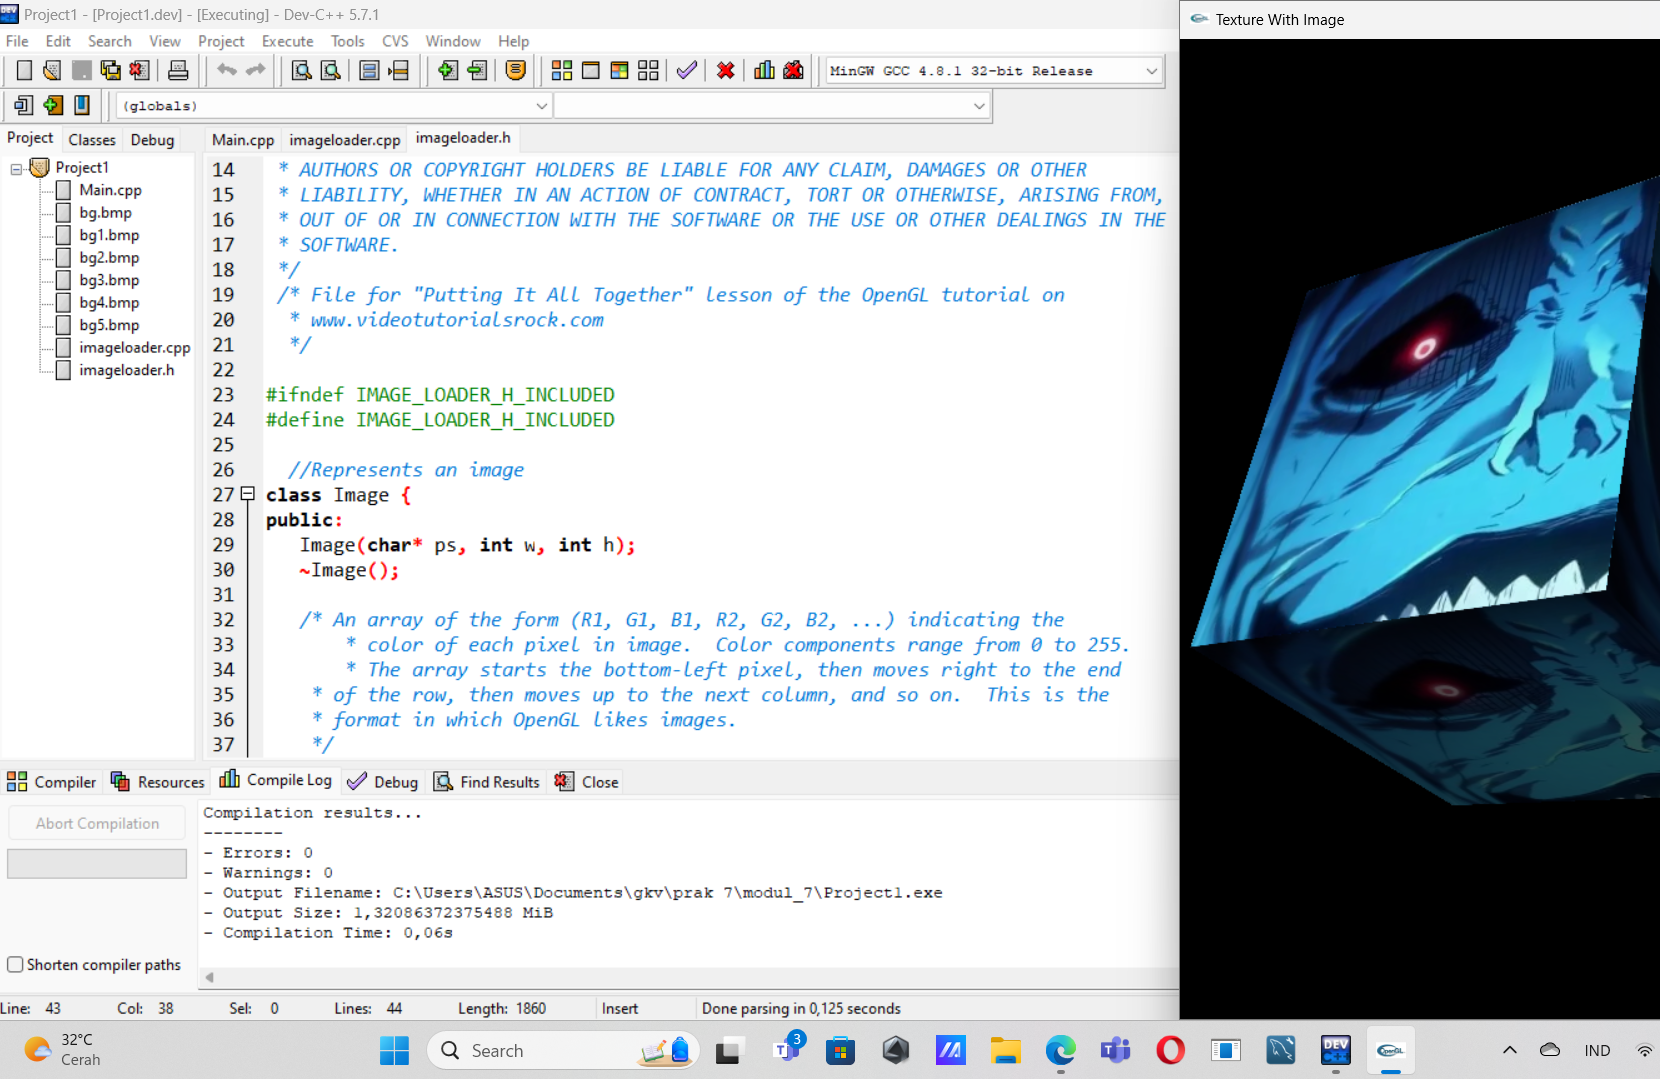 Project1 - [Project1.dev] - [Executing] - Dev-C++ 5.7.1
File Edit Search View Project Execute Tools CVS Window Help
MinGW GCC 4.8.1 32-bit Release
(globals)
Project Classes Debug
Main.cpp imageloader.cpp imageloader.h
Project1
Main.cpp
bg.bmp
bg1.bmp
bg2.bmp
bg3.bmp
bg4.bmp
bg5.bmp
imageloader.cpp
imageloader.h
14 * AUTHORS OR COPYRIGHT HOLDERS BE LIABLE FOR ANY CLAIM, DAMAGES OR OTHER
15 * LIABILITY, WHETHER IN AN ACTION OF CONTRACT, TORT OR OTHERWISE, ARISING FROM,
16 * OUT OF OR IN CONNECTION WITH THE SOFTWARE OR THE USE OR OTHER DEALINGS IN THE
17 * SOFTWARE.
18 */
19 /* File for "Putting It All Together" lesson of the OpenGL tutorial on
20 * www.videotutorialsrock.com
21 */
22
23 #ifndef IMAGE_LOADER_H_INCLUDED
24 #define IMAGE_LOADER_H_INCLUDED
25
26 //Represents an image
27 class Image {
28 public:
29 Image(char* ps, int w, int h);
30 ~Image();
31
32 /* An array of the form (R1, G1, B1, R2, G2, B2, ...) indicating the
33 * color of each pixel in image.  Color components range from 0 to 255.
34 * The array starts the bottom-left pixel, then moves right to the end
35 * of the row, then moves up to the next column, and so on.  This is the
36 * format in which OpenGL likes images.
37 */
Compiler Resources Compile Log Debug Find Results Close
Abort Compilation
Shorten compiler paths
Compilation results...
--------
- Errors: 0
- Warnings: 0
- Output Filename: C:\Users\ASUS\Documents\gkv\prak 7\modul_7\Project1.exe
- Output Size: 1,32086372375488 MiB
- Compilation Time: 0,06s
Line: 43 Col: 38 Sel: 0 Lines: 44 Length: 1860 Insert Done parsing in 0,125 seconds
Texture With Image
32°C
Cerah
Search
3
DEV
C++
OpenGL
IND